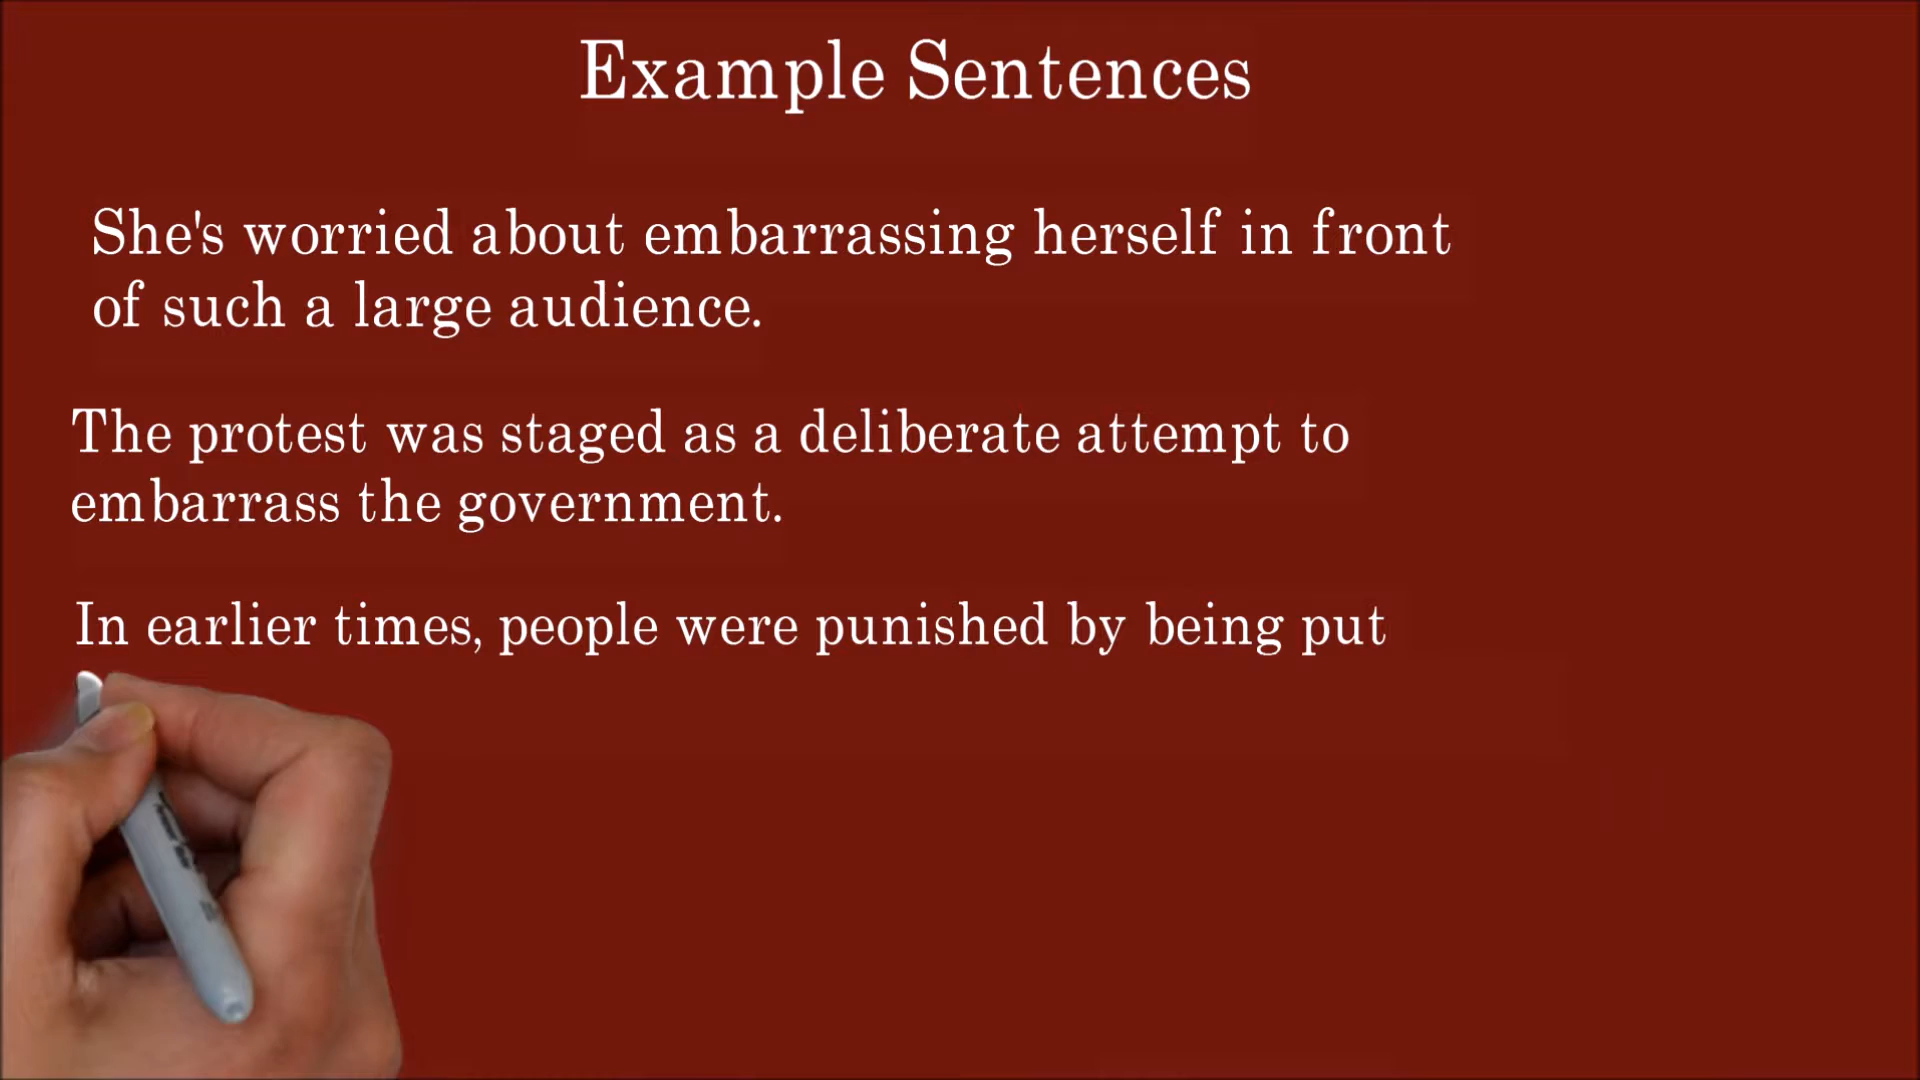 Example Sentences
She's worried about embarrassing herself in front
of such a large audience.
The protest was staged as a deliberate attempt to
embarrass the government.
In earlier times, people were punished by being put